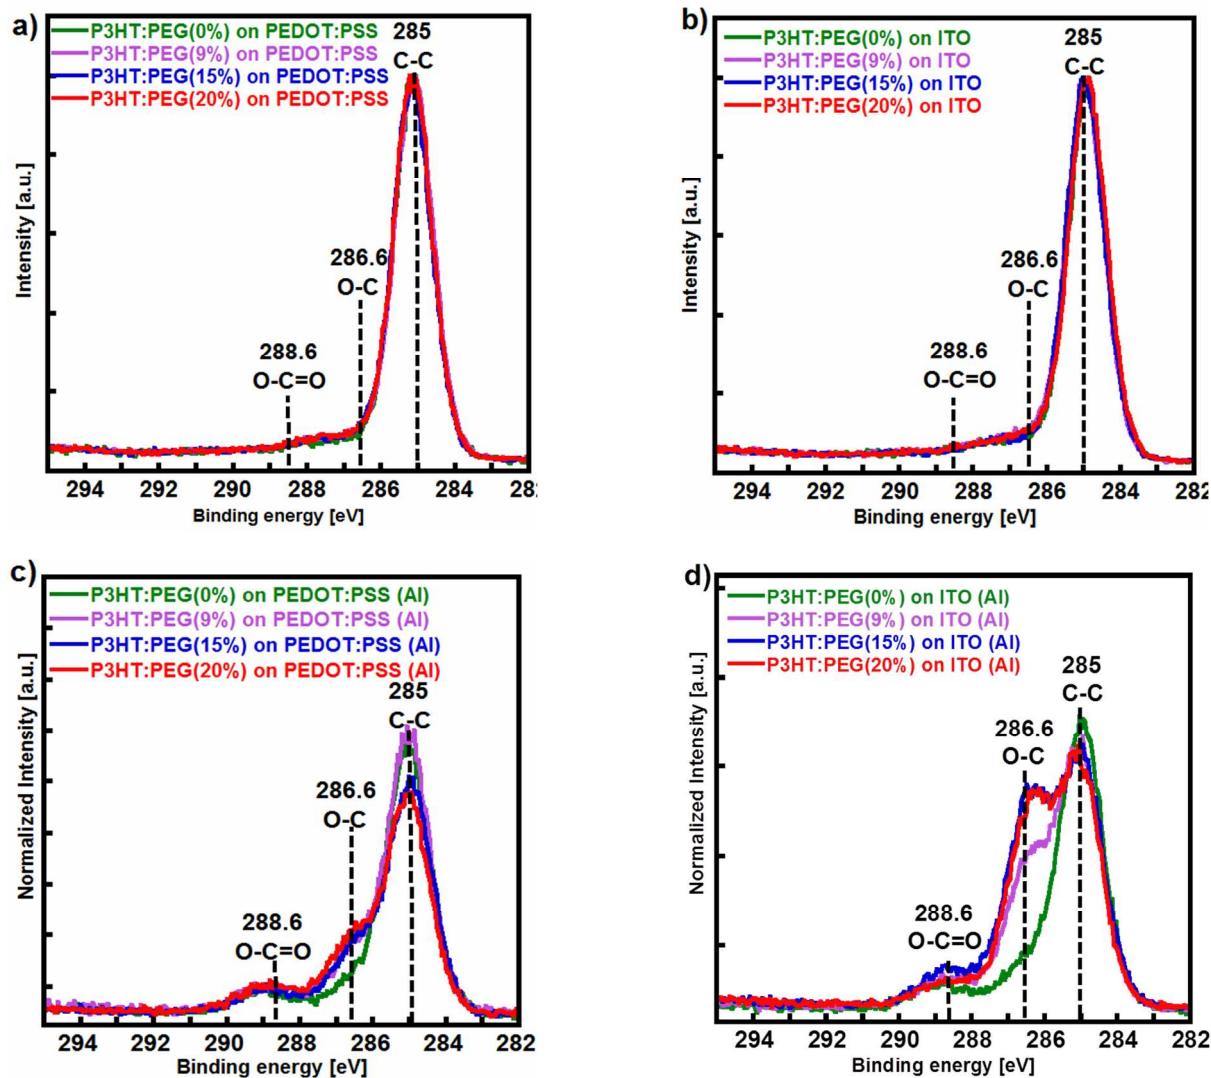 a)
P3HT:PEG(0%) on PEDOT:PSS
P3HT:PEG(9%) on PEDOT:PSS
P3HT:PEG(15%) on PEDOT:PSS
P3HT:PEG(20%) on PEDOT:PSS
285
C-C
286.6
O-C
288.6
O-C=O
Intensity [a.u.]
294 292 290 288 286 284 282
Binding energy [eV]
b)
P3HT:PEG(0%) on ITO
P3HT:PEG(9%) on ITO
P3HT:PEG(15%) on ITO
P3HT:PEG(20%) on ITO
285
C-C
286.6
O-C
288.6
O-C=O
Intensity [a.u.]
294 292 290 288 286 284 282
Binding energy [eV]
c)
P3HT:PEG(0%) on PEDOT:PSS (Al)
P3HT:PEG(9%) on PEDOT:PSS (Al)
P3HT:PEG(15%) on PEDOT:PSS (Al)
P3HT:PEG(20%) on PEDOT:PSS (Al)
285
C-C
286.6
O-C
288.6
O-C=O
Normalized Intensity [a.u.]
294 292 290 288 286 284 282
Binding energy [eV]
d)
P3HT:PEG(0%) on ITO (Al)
P3HT:PEG(9%) on ITO (Al)
P3HT:PEG(15%) on ITO (Al)
P3HT:PEG(20%) on ITO (Al)
285
C-C
286.6
O-C
288.6
O-C=O
Normalized Intensity [a.u.]
294 292 290 288 286 284 282
Binding energy [eV]